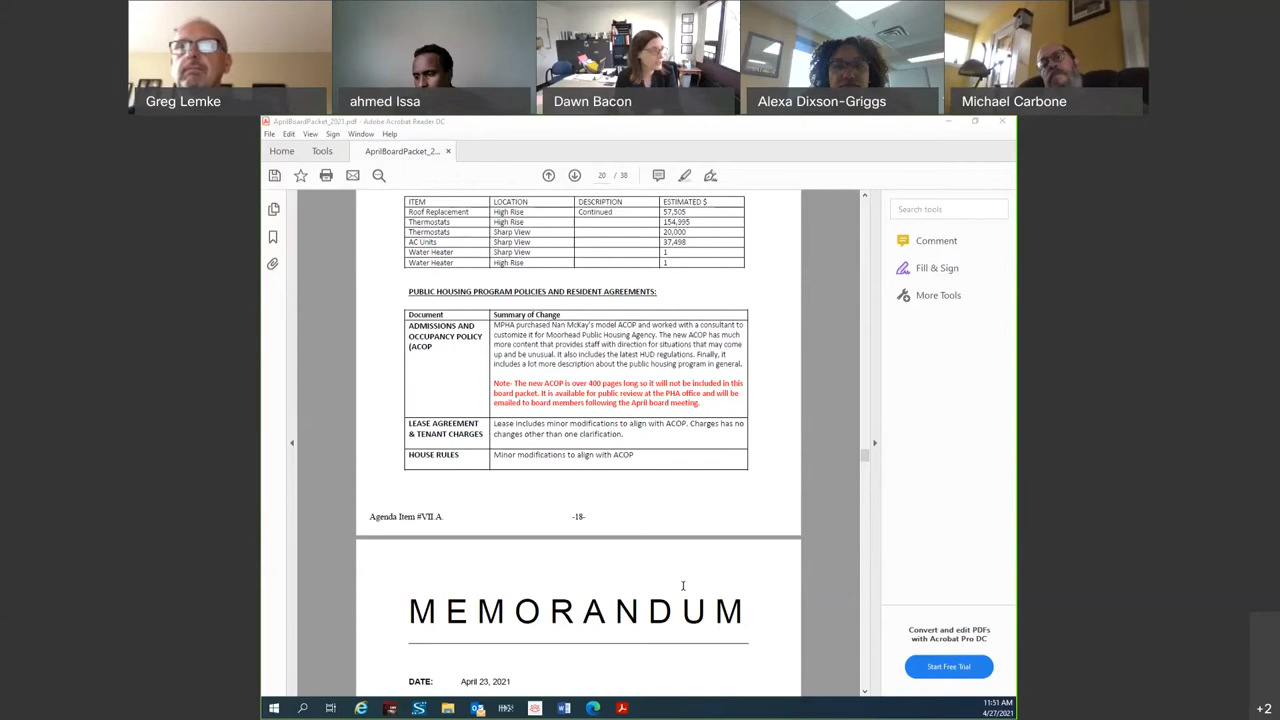 Greg Lemke
ahmed Issa
Dawn Bacon
Alexa Dixson-Griggs
Michael Carbone
AprilBoardPacket_2021.pdf - Adobe Acrobat Reader DC
File Edit View Sign Window Help
Home Tools AprilBoardPacket_2... ×
20 / 38
ITEM LOCATION DESCRIPTION ESTIMATED $
Roof Replacement High Rise Continued 57,505
Thermostats High Rise 154,995
Thermostats Sharp View 20,000
AC Units Sharp View 37,498
Water Heater Sharp View 1
Water Heater High Rise 1
PUBLIC HOUSING PROGRAM POLICIES AND RESIDENT AGREEMENTS:
Document Summary of Change
ADMISSIONS AND
OCCUPANCY POLICY
(ACOP
MPHA purchased Nan McKay's model ACOP and worked with a consultant to
customize it for Moorhead Public Housing Agency. The new ACOP has much
more content that provides staff with direction for situations that may come
up and be unusual. It also includes the latest HUD regulations. Finally, it
includes a lot more description about the public housing program in general.
Note- The new ACOP is over 400 pages long so it will not be included in this
board packet. It is available for public review at the PHA office and will be
emailed to board members following the April board meeting.
LEASE AGREEMENT
& TENANT CHARGES
Lease includes minor modifications to align with ACOP. Charges has no
changes other than one clarification.
HOUSE RULES Minor modifications to align with ACOP
Agenda Item #VII.A. -18-
MEMORANDUM
DATE: April 23, 2021
Search tools
Comment
Fill & Sign
More Tools
Convert and edit PDFs
with Acrobat Pro DC
Start Free Trial
11:51 AM
4/27/2021
+2